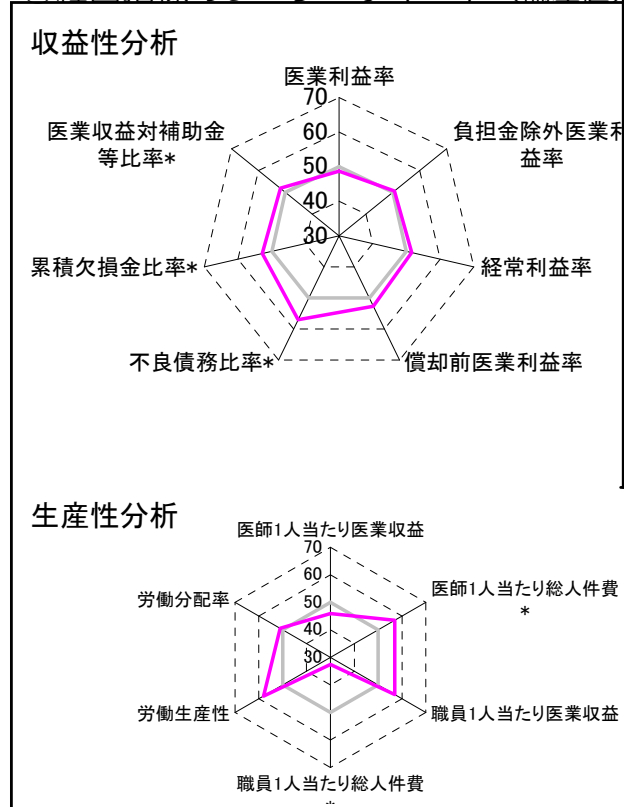 収益性分析
医業利益率
70
60
50
40
30
医業収益対補助金
等比率*
負担金除外医業利
益率
累積欠損金比率*
経常利益率
不良債務比率*
償却前医業利益率
生産性分析
医師1人当たり医業収益
70
60
50
40
30
労働分配率
医師1人当たり総人件費
*
労働生産性
職員1人当たり医業収益
職員1人当たり総人件費
*